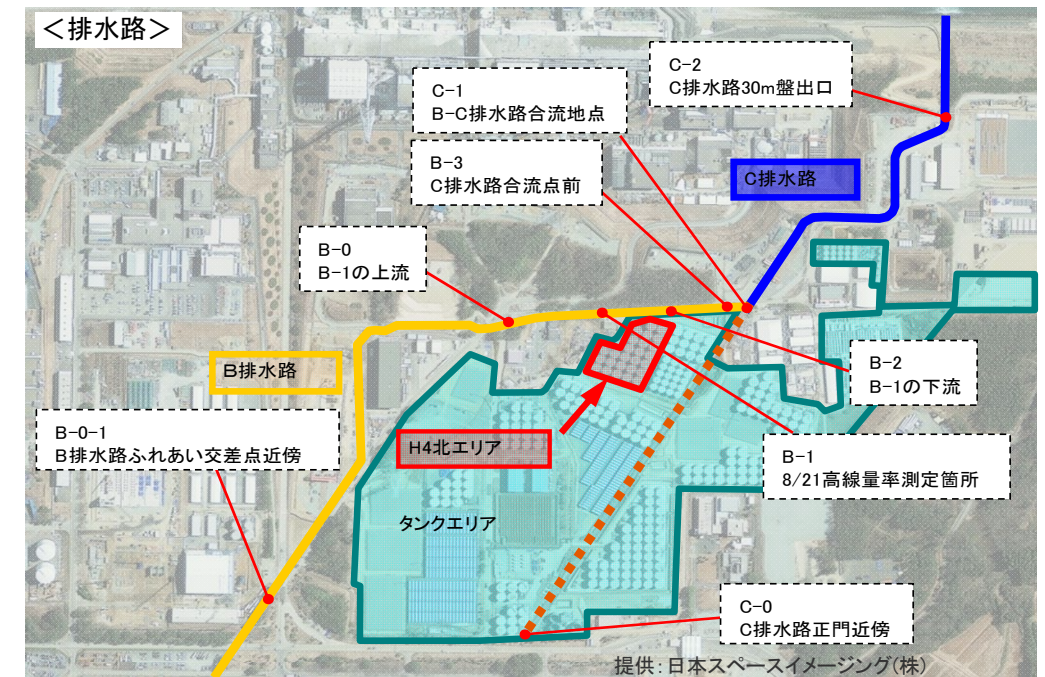 ＜排水路＞
C-2
C排水路30m盤出口
C-1
B-C排水路合流地点
B-3
C排水路合流点前
C排水路
B-0
B-1の上流
B排水路
B-2
B-1の下流
B-0-1
B排水路ふれあい交差点近傍
H4北エリア
B-1
8/21高線量率測定箇所
タンクエリア
C-0
C排水路正門近傍
提供：日本スペースイメージング(株)